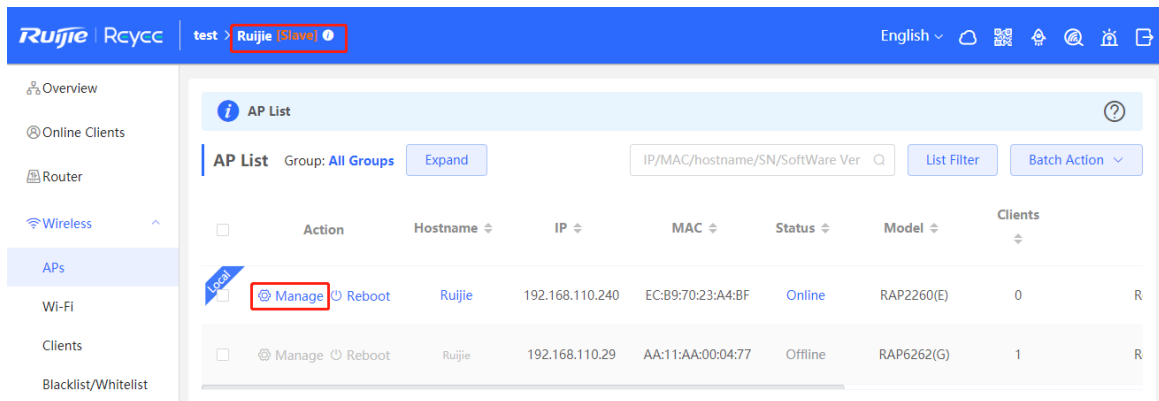 Ruijie | Rcycc test > Ruijie [Slave] English
Overview
AP List
Online Clients
AP List Group: All Groups Expand IP/MAC/hostname/SN/SoftWare Ver List Filter Batch Action
Router
Wireless
Action Hostname IP MAC Status Model Clients
APs
Local
Manage Reboot Ruijie 192.168.110.240 EC:B9:70:23:A4:BF Online RAP2260(E) 0 R
Wi-Fi
Clients
Manage Reboot Ruijie 192.168.110.29 AA:11:AA:00:04:77 Offline RAP6262(G) 1 R
Blacklist/Whitelist